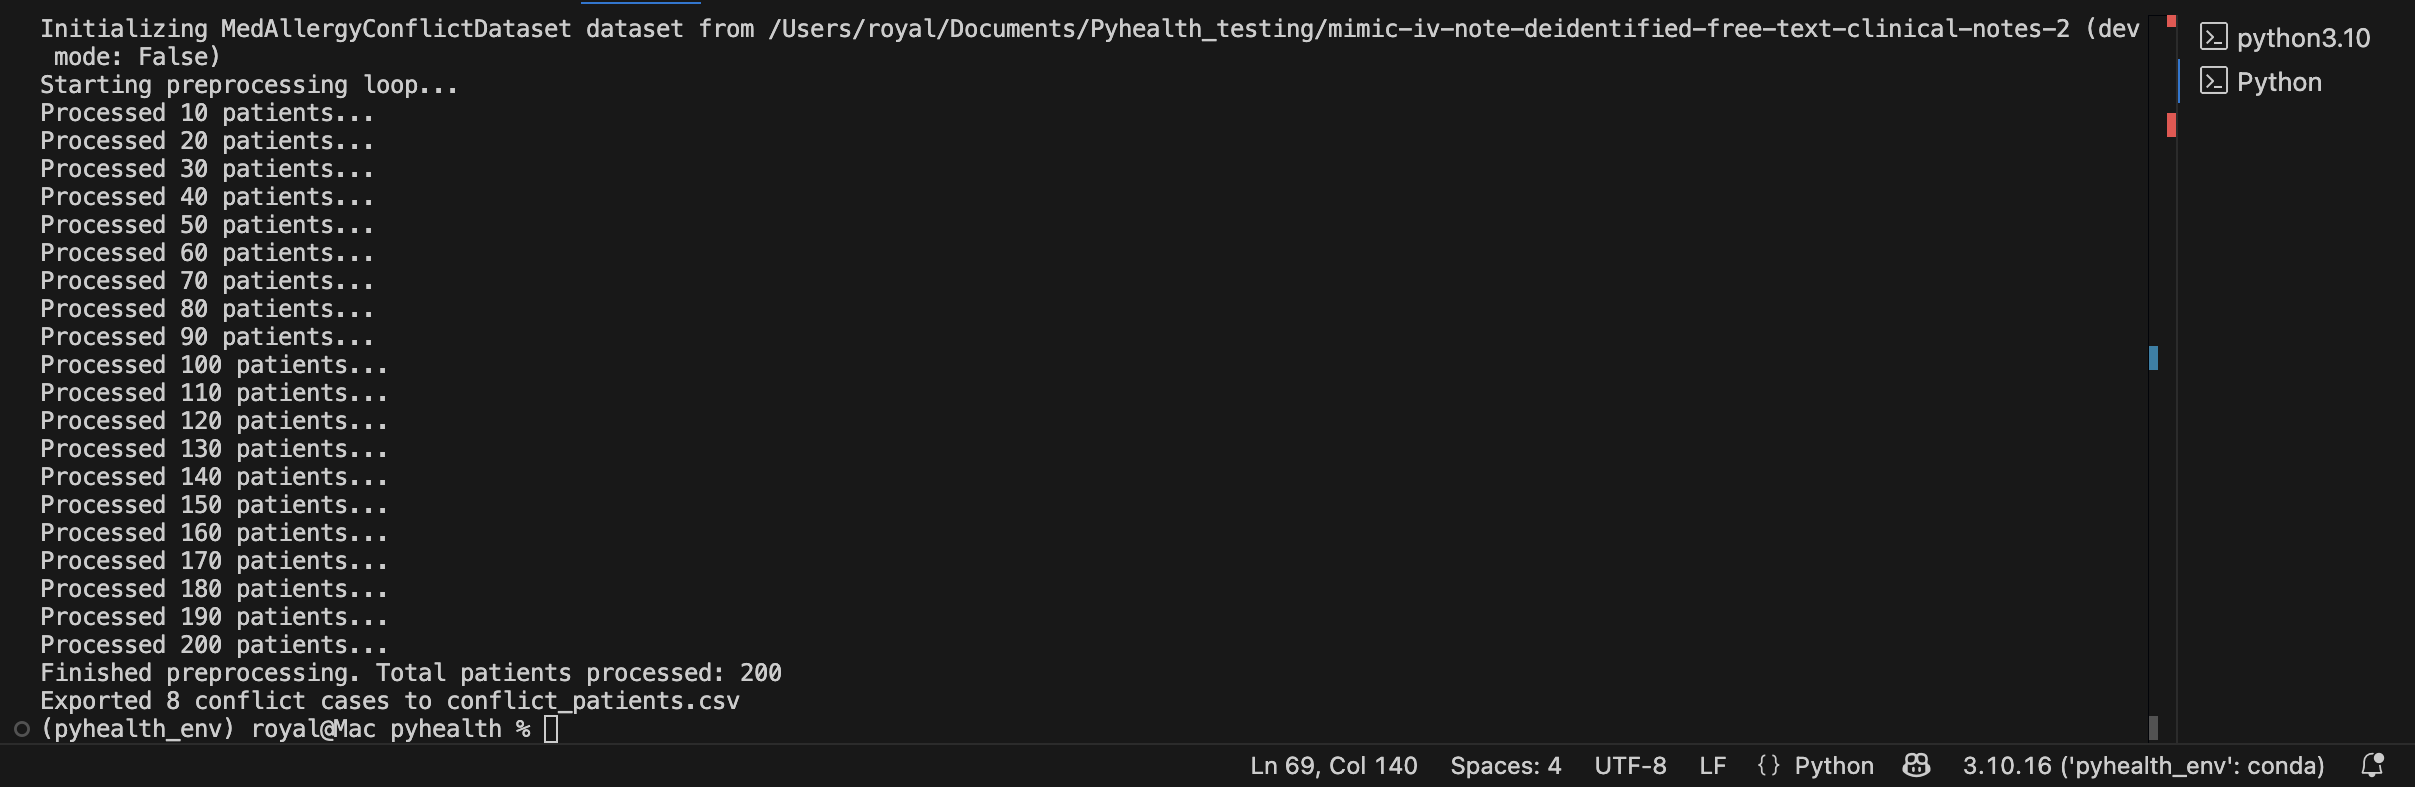 Initializing MedAllergyConflictDataset dataset from /Users/royal/Documents/Pyhealth_testing/mimic-iv-note-deidentified-free-text-clinical-notes-2 (dev
 mode: False)
Starting preprocessing loop...
Processed 10 patients...
Processed 20 patients...
Processed 30 patients...
Processed 40 patients...
Processed 50 patients...
Processed 60 patients...
Processed 70 patients...
Processed 80 patients...
Processed 90 patients...
Processed 100 patients...
Processed 110 patients...
Processed 120 patients...
Processed 130 patients...
Processed 140 patients...
Processed 150 patients...
Processed 160 patients...
Processed 170 patients...
Processed 180 patients...
Processed 190 patients...
Processed 200 patients...
Finished preprocessing. Total patients processed: 200
Exported 8 conflict cases to conflict_patients.csv
(pyhealth_env) royal@Mac pyhealth %
python3.10
Python
Ln 69, Col 140 Spaces: 4 UTF-8 LF {} Python 3.10.16 ('pyhealth_env': conda)